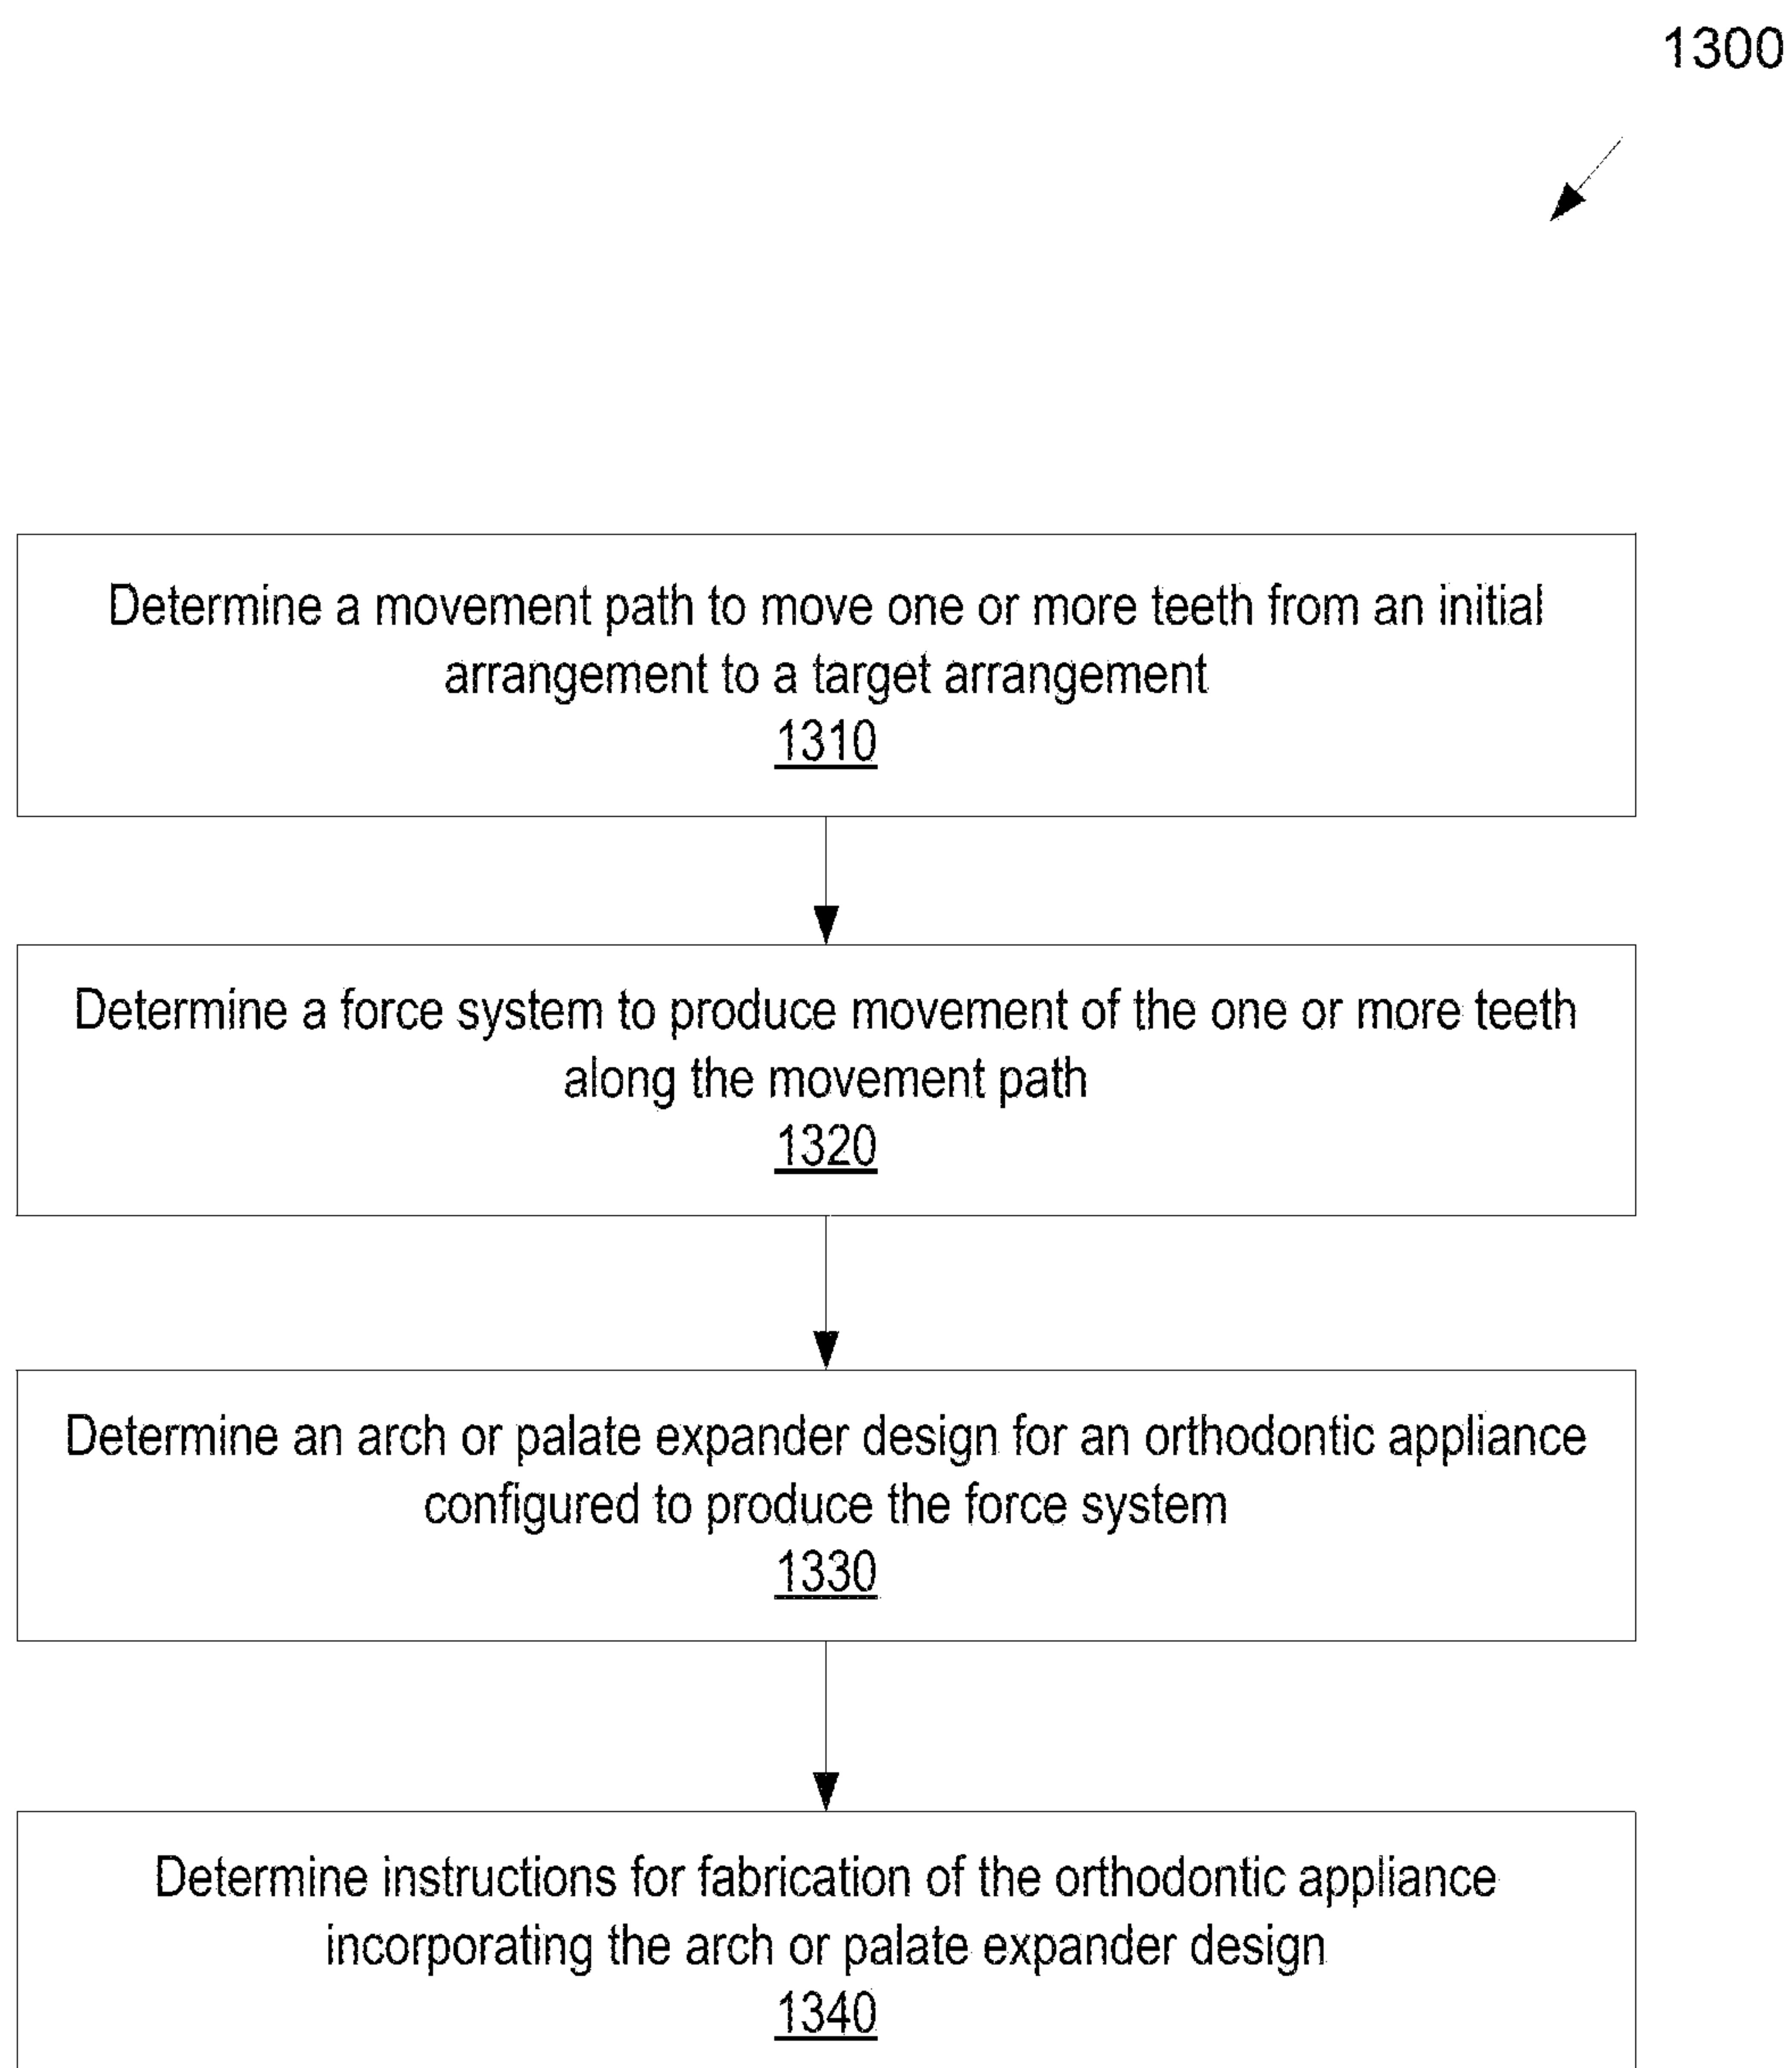 1300
Determine a movement path to move one or more teeth from an initial
arrangement to a target arrangement
1310
Determine a force system to produce movement of the one or more teeth
along the movement path
1320
Determine an arch or palate expander design for an orthodontic appliance
configured to produce the force system
1330
Determine instructions for fabrication of the orthodontic appliance
incorporating the arch or palate expander design
1340